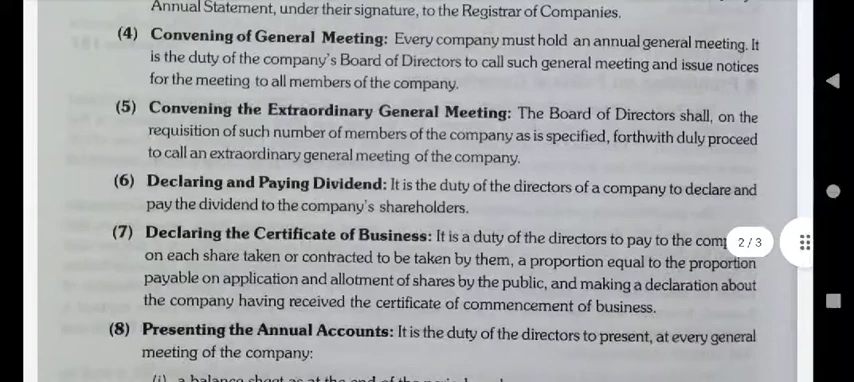 Annual Statement, under their signature, to the Registrar of Companies.
(4) Convening of General Meeting: Every company must hold an annual general meeting. It
is the duty of the company's Board of Directors to call such general meeting and issue notices
for the meeting to all members of the company.
(5) Convening the Extraordinary General Meeting: The Board of Directors shall, on the
requisition of such number of members of the company as is specified, forthwith duly proceed
to call an extraordinary general meeting of the company.
(6) Declaring and Paying Dividend: It is the duty of the directors of a company to declare and
pay the dividend to the company's shareholders.
(7) Declaring the Certificate of Business: It is a duty of the directors to pay to the
2/3
on each share taken or contracted to be taken by them, a proportion equal to the proportion
payable on application and allotment of shares by the public, and making a declaration about
the company having received the certificate of commencement of business.
(8) Presenting the Annual Accounts: It is the duty of the directors to present, at every general
meeting of the company:
(i) a balance sheet as at the end of the